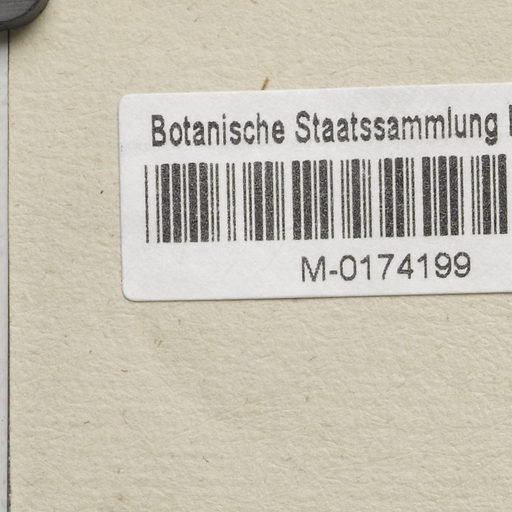 Botanische Staatssammlung
M-0174199